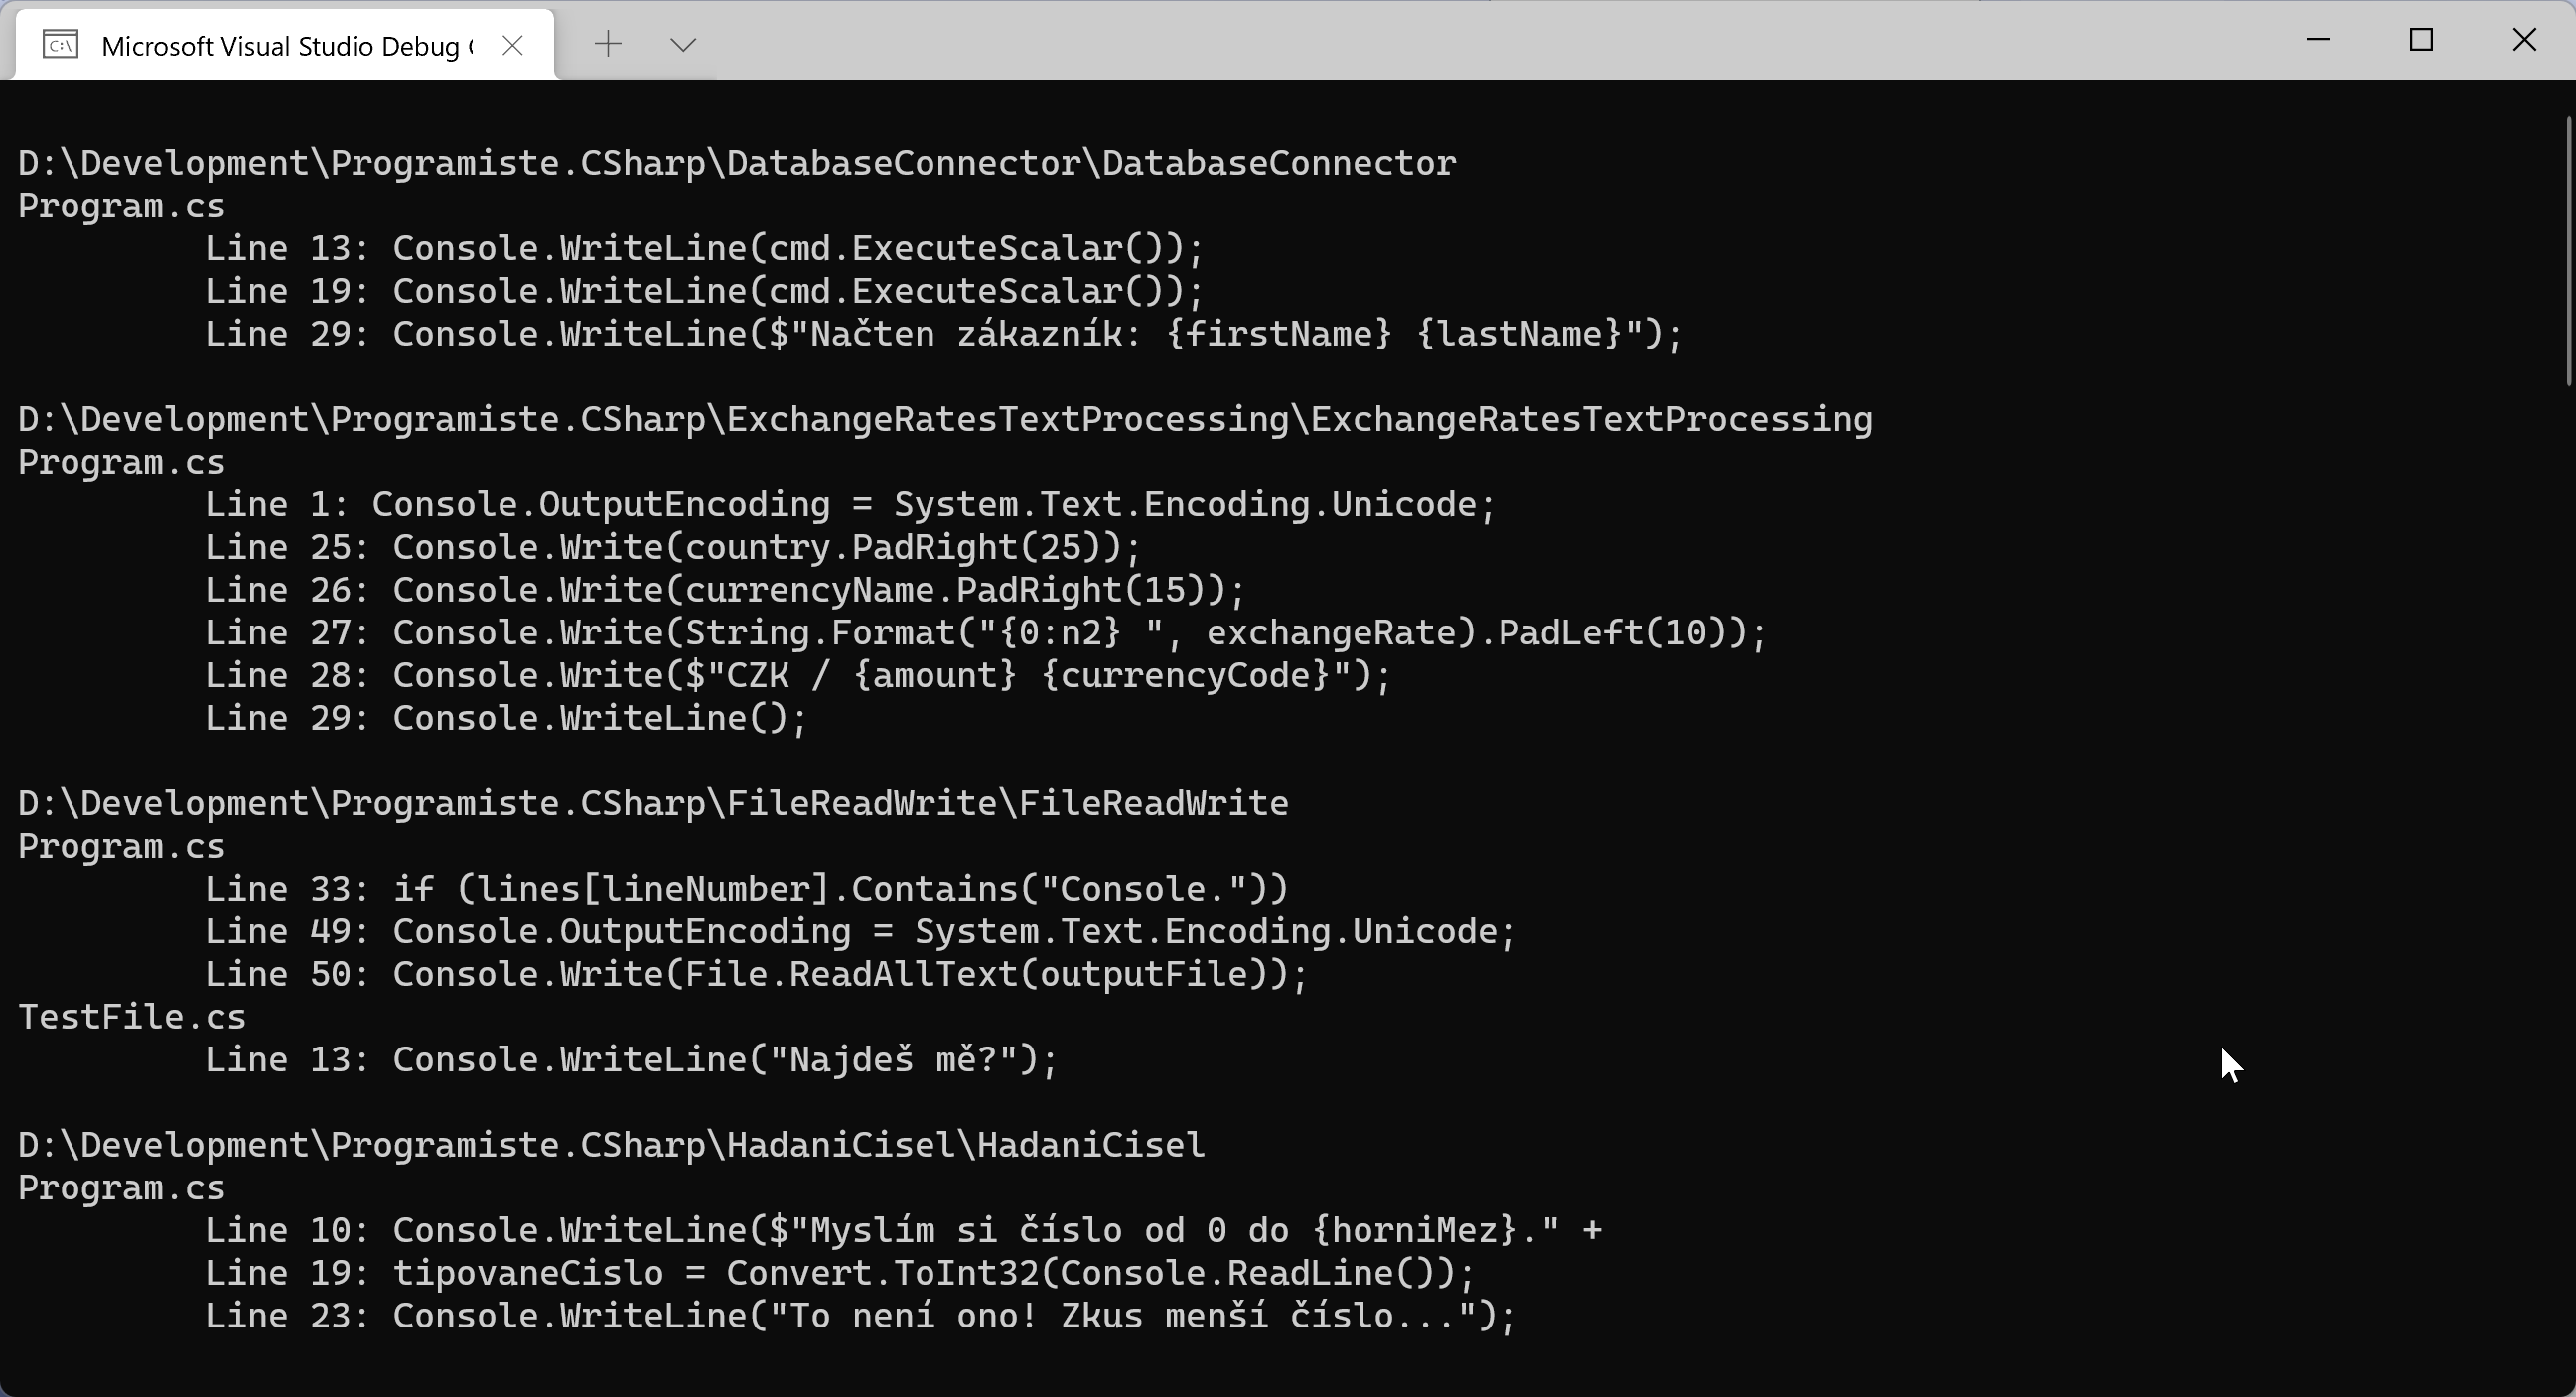 Microsoft Visual Studio Debug
D:\Development\Programiste.CSharp\DatabaseConnector\DatabaseConnector
Program.cs
Line 13: Console.WriteLine(cmd.ExecuteScalar());
Line 19: Console.WriteLine(cmd.ExecuteScalar());
Line 29: Console.WriteLine($"Načten zákazník: {firstName} {lastName}");
D:\Development\Programiste.CSharp\ExchangeRatesTextProcessing\ExchangeRatesTextProcessing
Program.cs
Line 1: Console.OutputEncoding = System.Text.Encoding.Unicode;
Line 25: Console.Write(country.PadRight(25));
Line 26: Console.Write(currencyName.PadRight(15));
Line 27: Console.Write(String.Format("{0:n2} ", exchangeRate).PadLeft(10));
Line 28: Console.Write($"CZK / {amount} {currencyCode}");
Line 29: Console.WriteLine();
D:\Development\Programiste.CSharp\FileReadWrite\FileReadWrite
Program.cs
Line 33: if (lines[lineNumber].Contains("Console."))
Line 49: Console.OutputEncoding = System.Text.Encoding.Unicode;
Line 50: Console.Write(File.ReadAllText(outputFile));
TestFile.cs
Line 13: Console.WriteLine("Najdeš mě?");
D:\Development\Programiste.CSharp\HadaniCisel\HadaniCisel
Program.cs
Line 10: Console.WriteLine($"Myslím si číslo od 0 do {horniMez}." +
Line 19: tipovaneCislo = Convert.ToInt32(Console.ReadLine());
Line 23: Console.WriteLine("To není ono! Zkus menší číslo...");